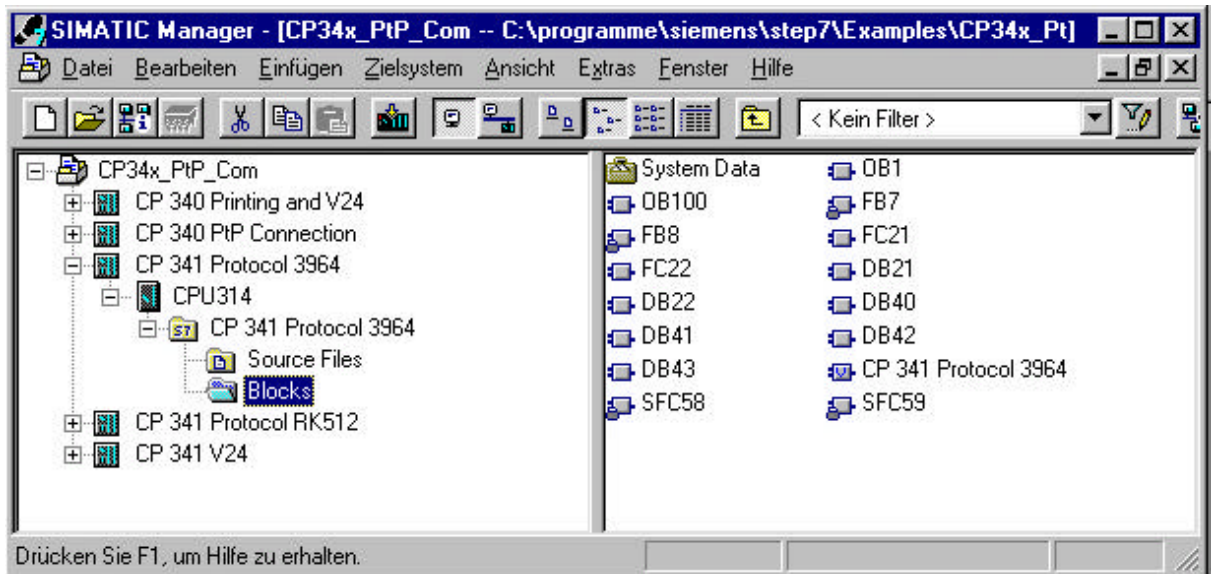 SIMATIC Manager - [CP34x_PtP_Com -- C:\programme\siemens\step7\Examples\CP34x_Pt]
Datei Bearbeiten Einfügen Zielsystem Ansicht Extras Fenster Hilfe
< Kein Filter >
CP34x_PtP_Com
CP 340 Printing and V24
CP 340 PtP Connection
CP 341 Protocol 3964
CPU314
CP 341 Protocol 3964
Source Files
Blocks
CP 341 Protocol RK512
CP 341 V24
System Data OB1
OB100 FB7
FB8 FC21
FC22 DB21
DB22 DB40
DB41 DB42
DB43 CP 341 Protocol 3964
SFC58 SFC59
Drücken Sie F1, um Hilfe zu erhalten.